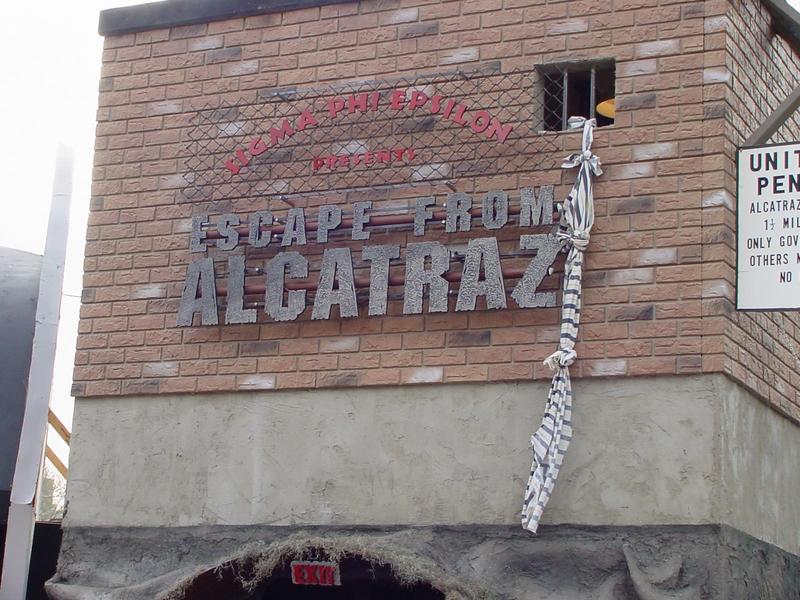 SIGMA PHI EPSILON
PRESENTS
ESCAPE FROM
ALCATRAZ
UNIT
PEN
ALCATRAZ
1½ MIL
ONLY GOV
OTHERS N
NO
EXIT